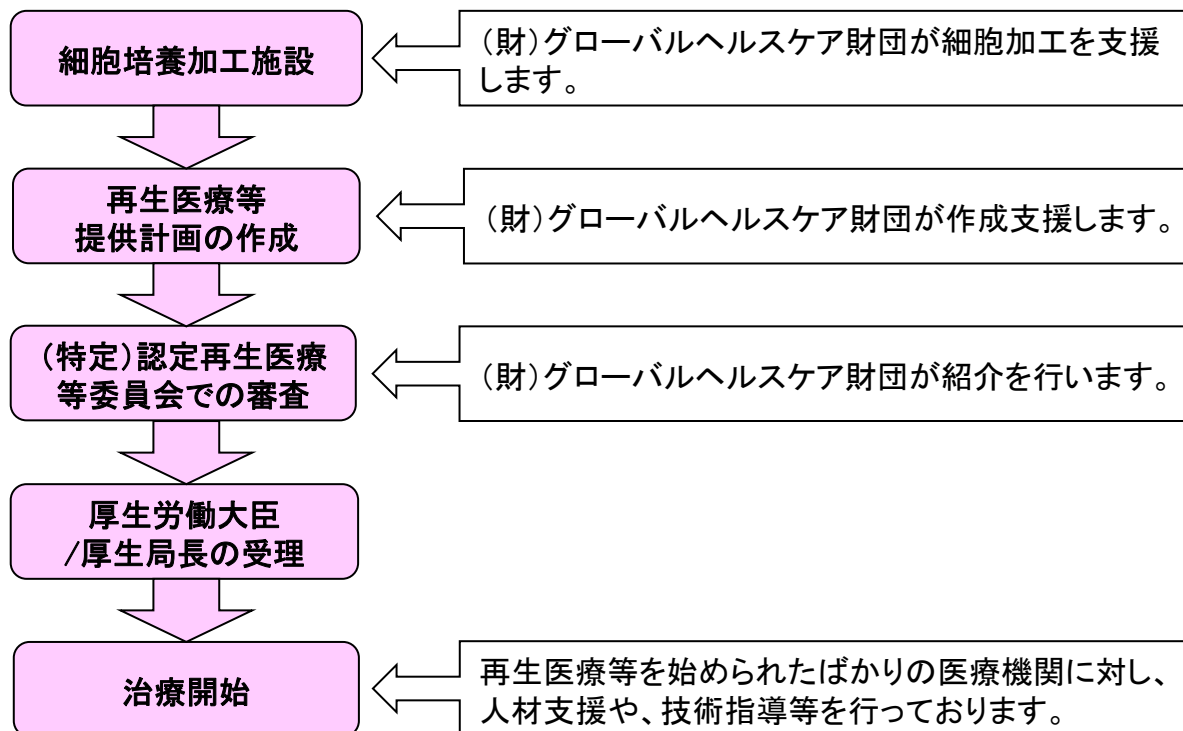 細胞培養加工施設
（財）グローバルヘルスケア財団が細胞加工を支援
します。
再生医療等
提供計画の作成
（財）グローバルヘルスケア財団が作成支援します。
（特定）認定再生医療
等委員会での審査
（財）グローバルヘルスケア財団が紹介を行います。
厚生労働大臣
/厚生局長の受理
治療開始
再生医療等を始められたばかりの医療機関に対し、
人材支援や、技術指導等を行っております。